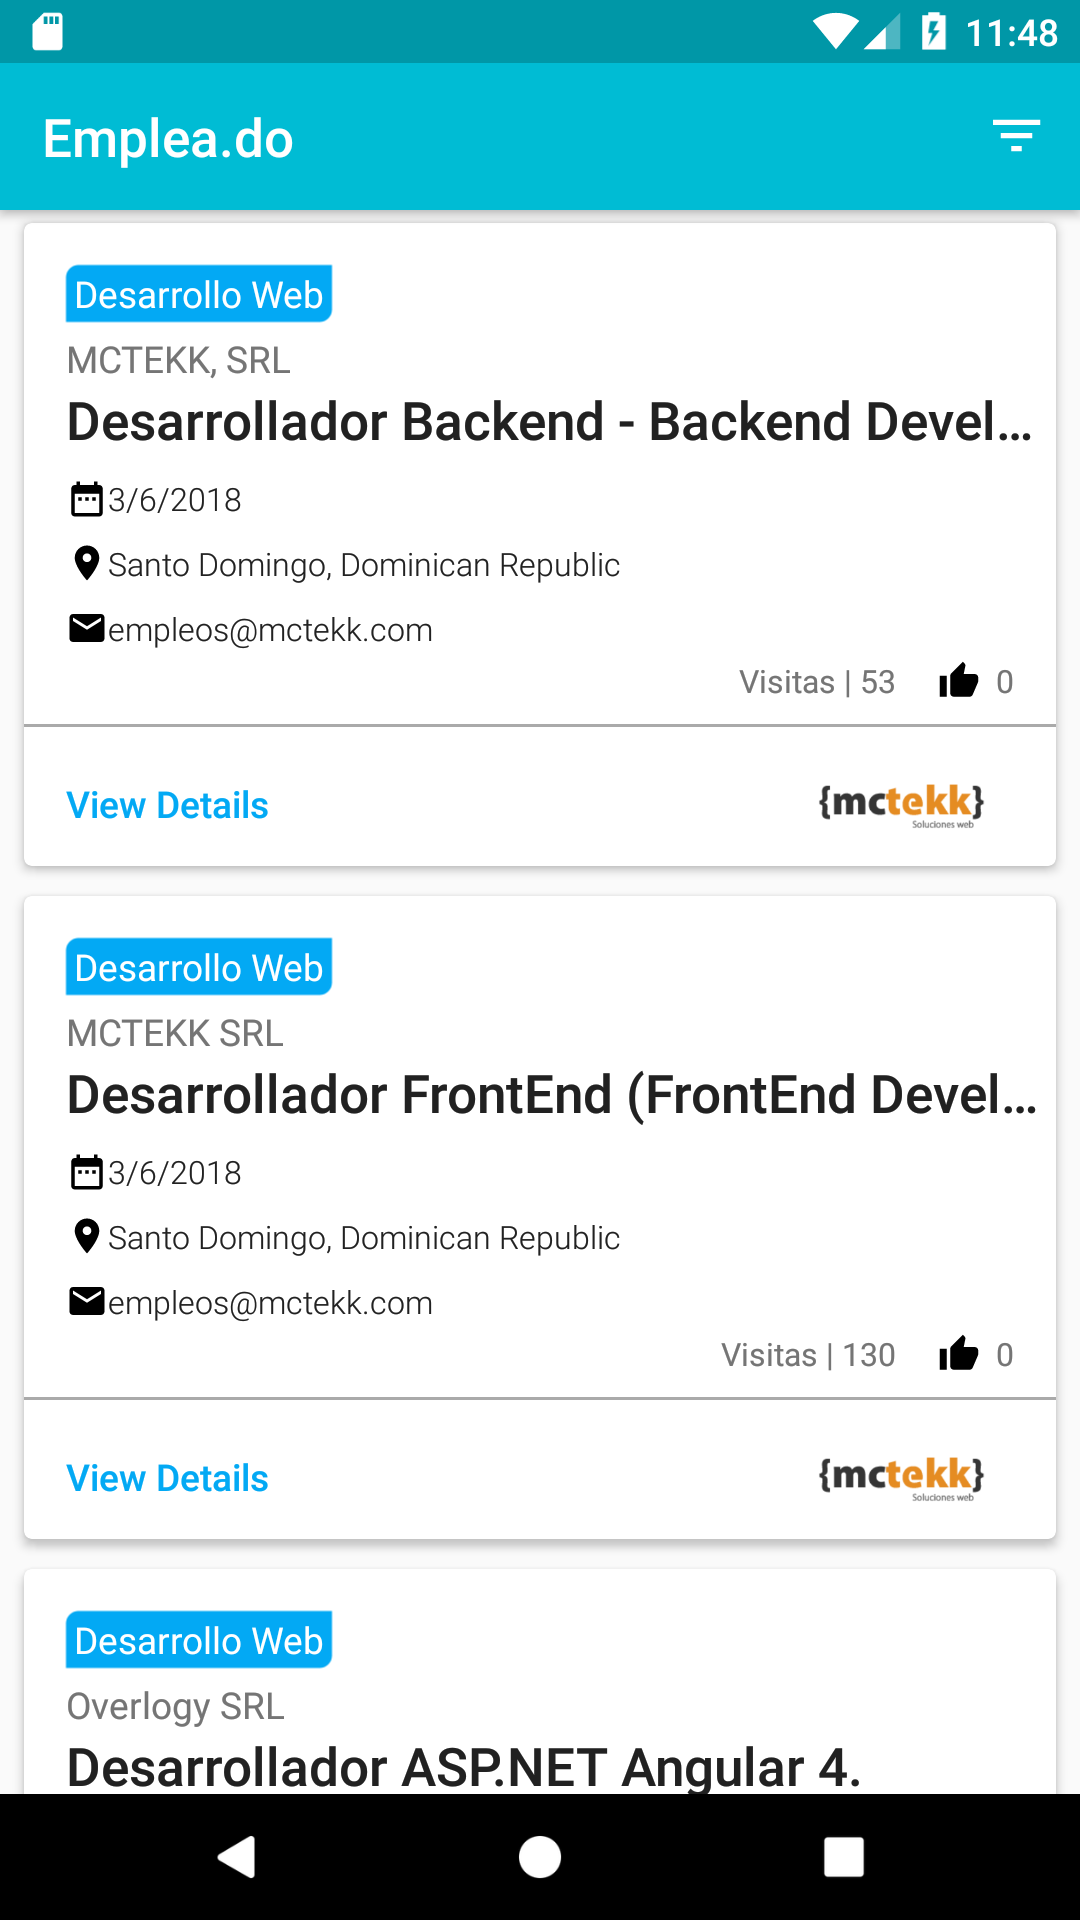 11:48
Emplea.do
Desarrollo Web
MCTEKK, SRL
Desarrollador Backend - Backend Devel...
3/6/2018
Santo Domingo, Dominican Republic
empleos@mctekk.com
Visitas | 53 0
View Details
{mctekk}
Soluciones web
Desarrollo Web
MCTEKK SRL
Desarrollador FrontEnd (FrontEnd Devel...
3/6/2018
Santo Domingo, Dominican Republic
empleos@mctekk.com
Visitas | 130 0
View Details
{mctekk}
Soluciones web
Desarrollo Web
Overlogy SRL
Desarrollador ASP.NET Angular 4.